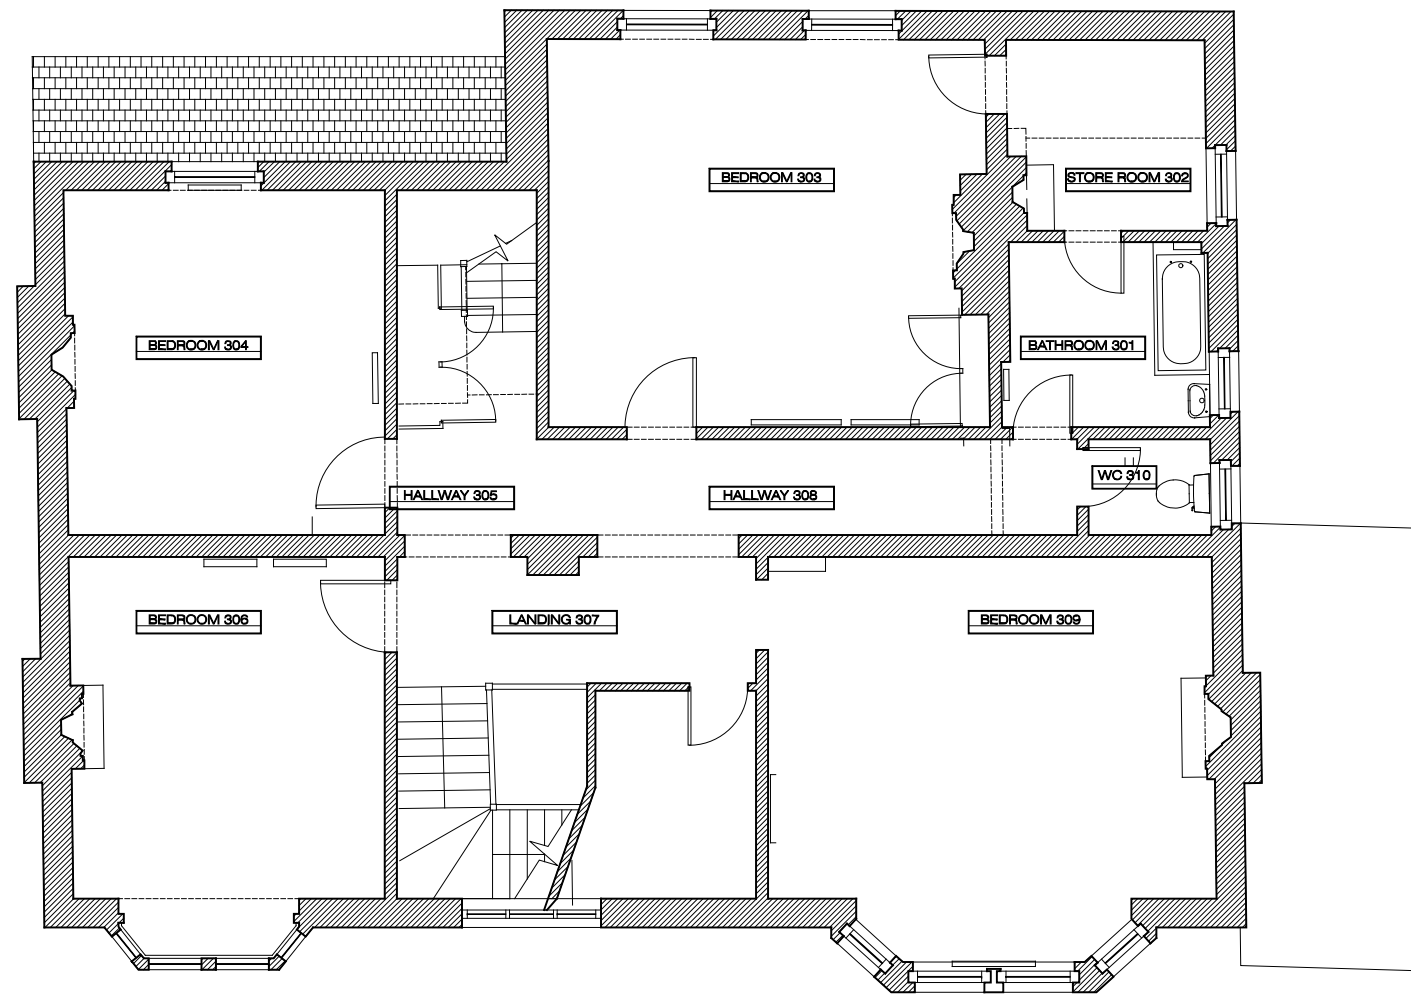 BEDROOM 303
STORE ROOM 302
BEDROOM 304
BATHROOM 301
WC 310
HALLWAY 305
HALLWAY 308
BEDROOM 306
LANDING 307
BEDROOM 309